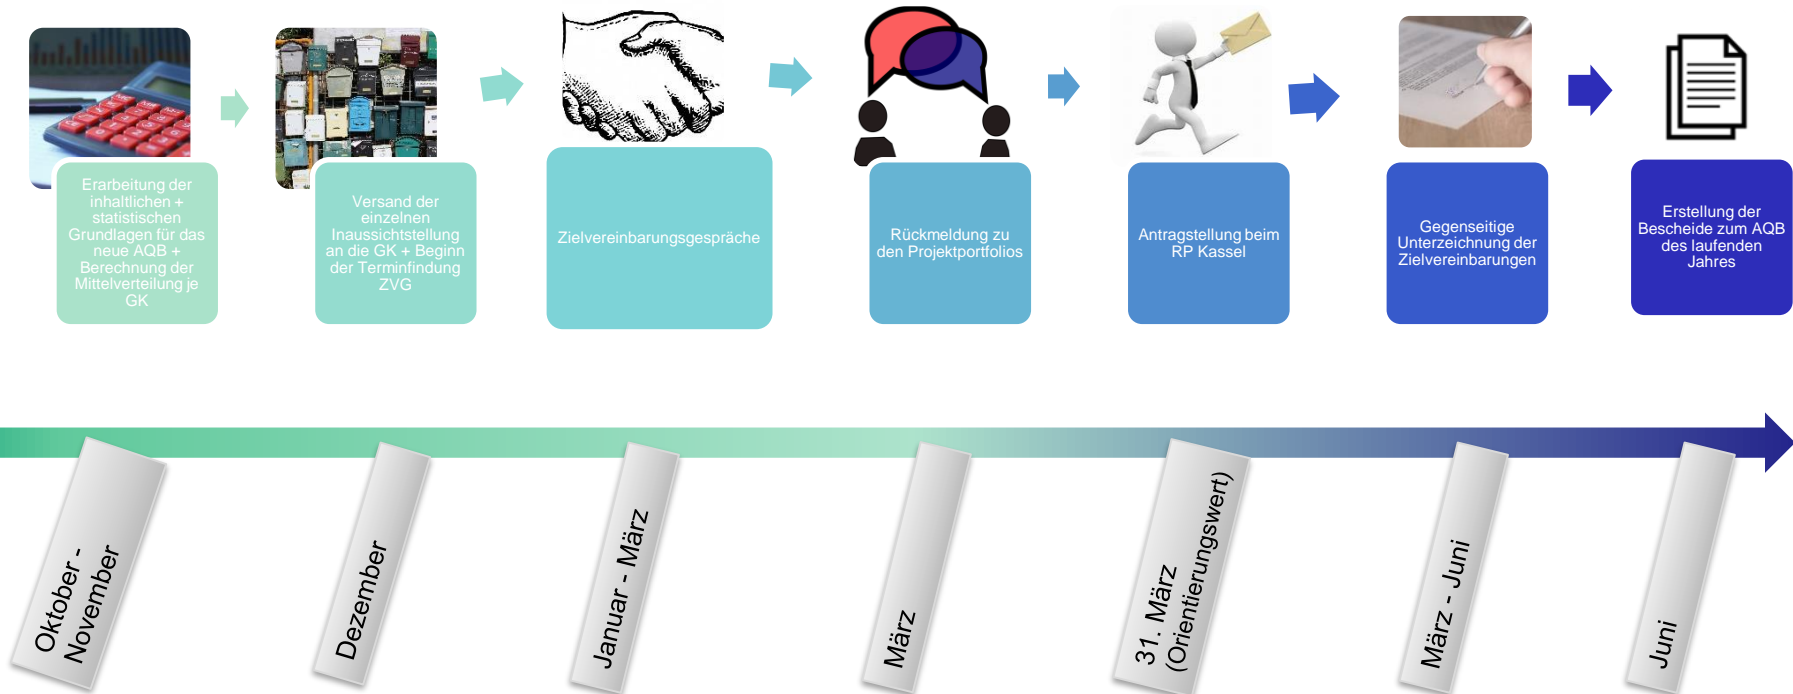 Erarbeitung der
inhaltlichen +
statistischen
Grundlagen für das
neue AQB +
Berechnung der
Mittelverteilung je
GK
Versand der
einzelnen
Inaussichtstellung
an die GK + Beginn
der Terminfindung
ZVG
Zielvereinbarungsgespräche
Rückmeldung zu
den Projektportfolios
Antragstellung beim
RP Kassel
Gegenseitige
Unterzeichnung der
Zielvereinbarungen
Erstellung der
Bescheide zum AQB
des laufenden
Jahres
Oktober -
November
Dezember
Januar - März
März
31. März
(Orientierungswert)
März - Juni
Juni